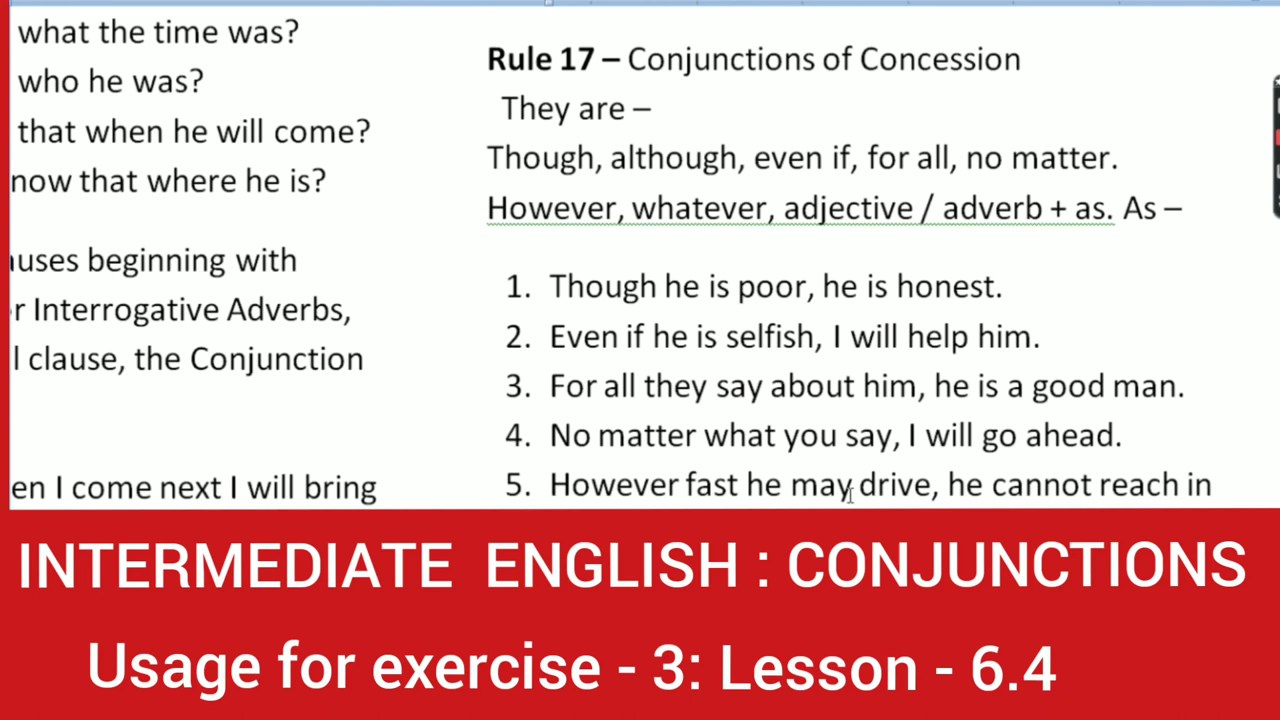 what the time was?
who he was?
that when he will come?
now that where he is?
uses beginning with
r Interrogative Adverbs,
l clause, the Conjunction
en I come next I will bring
Rule 17 – Conjunctions of Concession
They are –
Though, although, even if, for all, no matter.
However, whatever, adjective / adverb + as. As –
1. Though he is poor, he is honest.
2. Even if he is selfish, I will help him.
3. For all they say about him, he is a good man.
4. No matter what you say, I will go ahead.
5. However fast he may drive, he cannot reach in
INTERMEDIATE ENGLISH : CONJUNCTIONS
Usage for exercise - 3: Lesson - 6.4